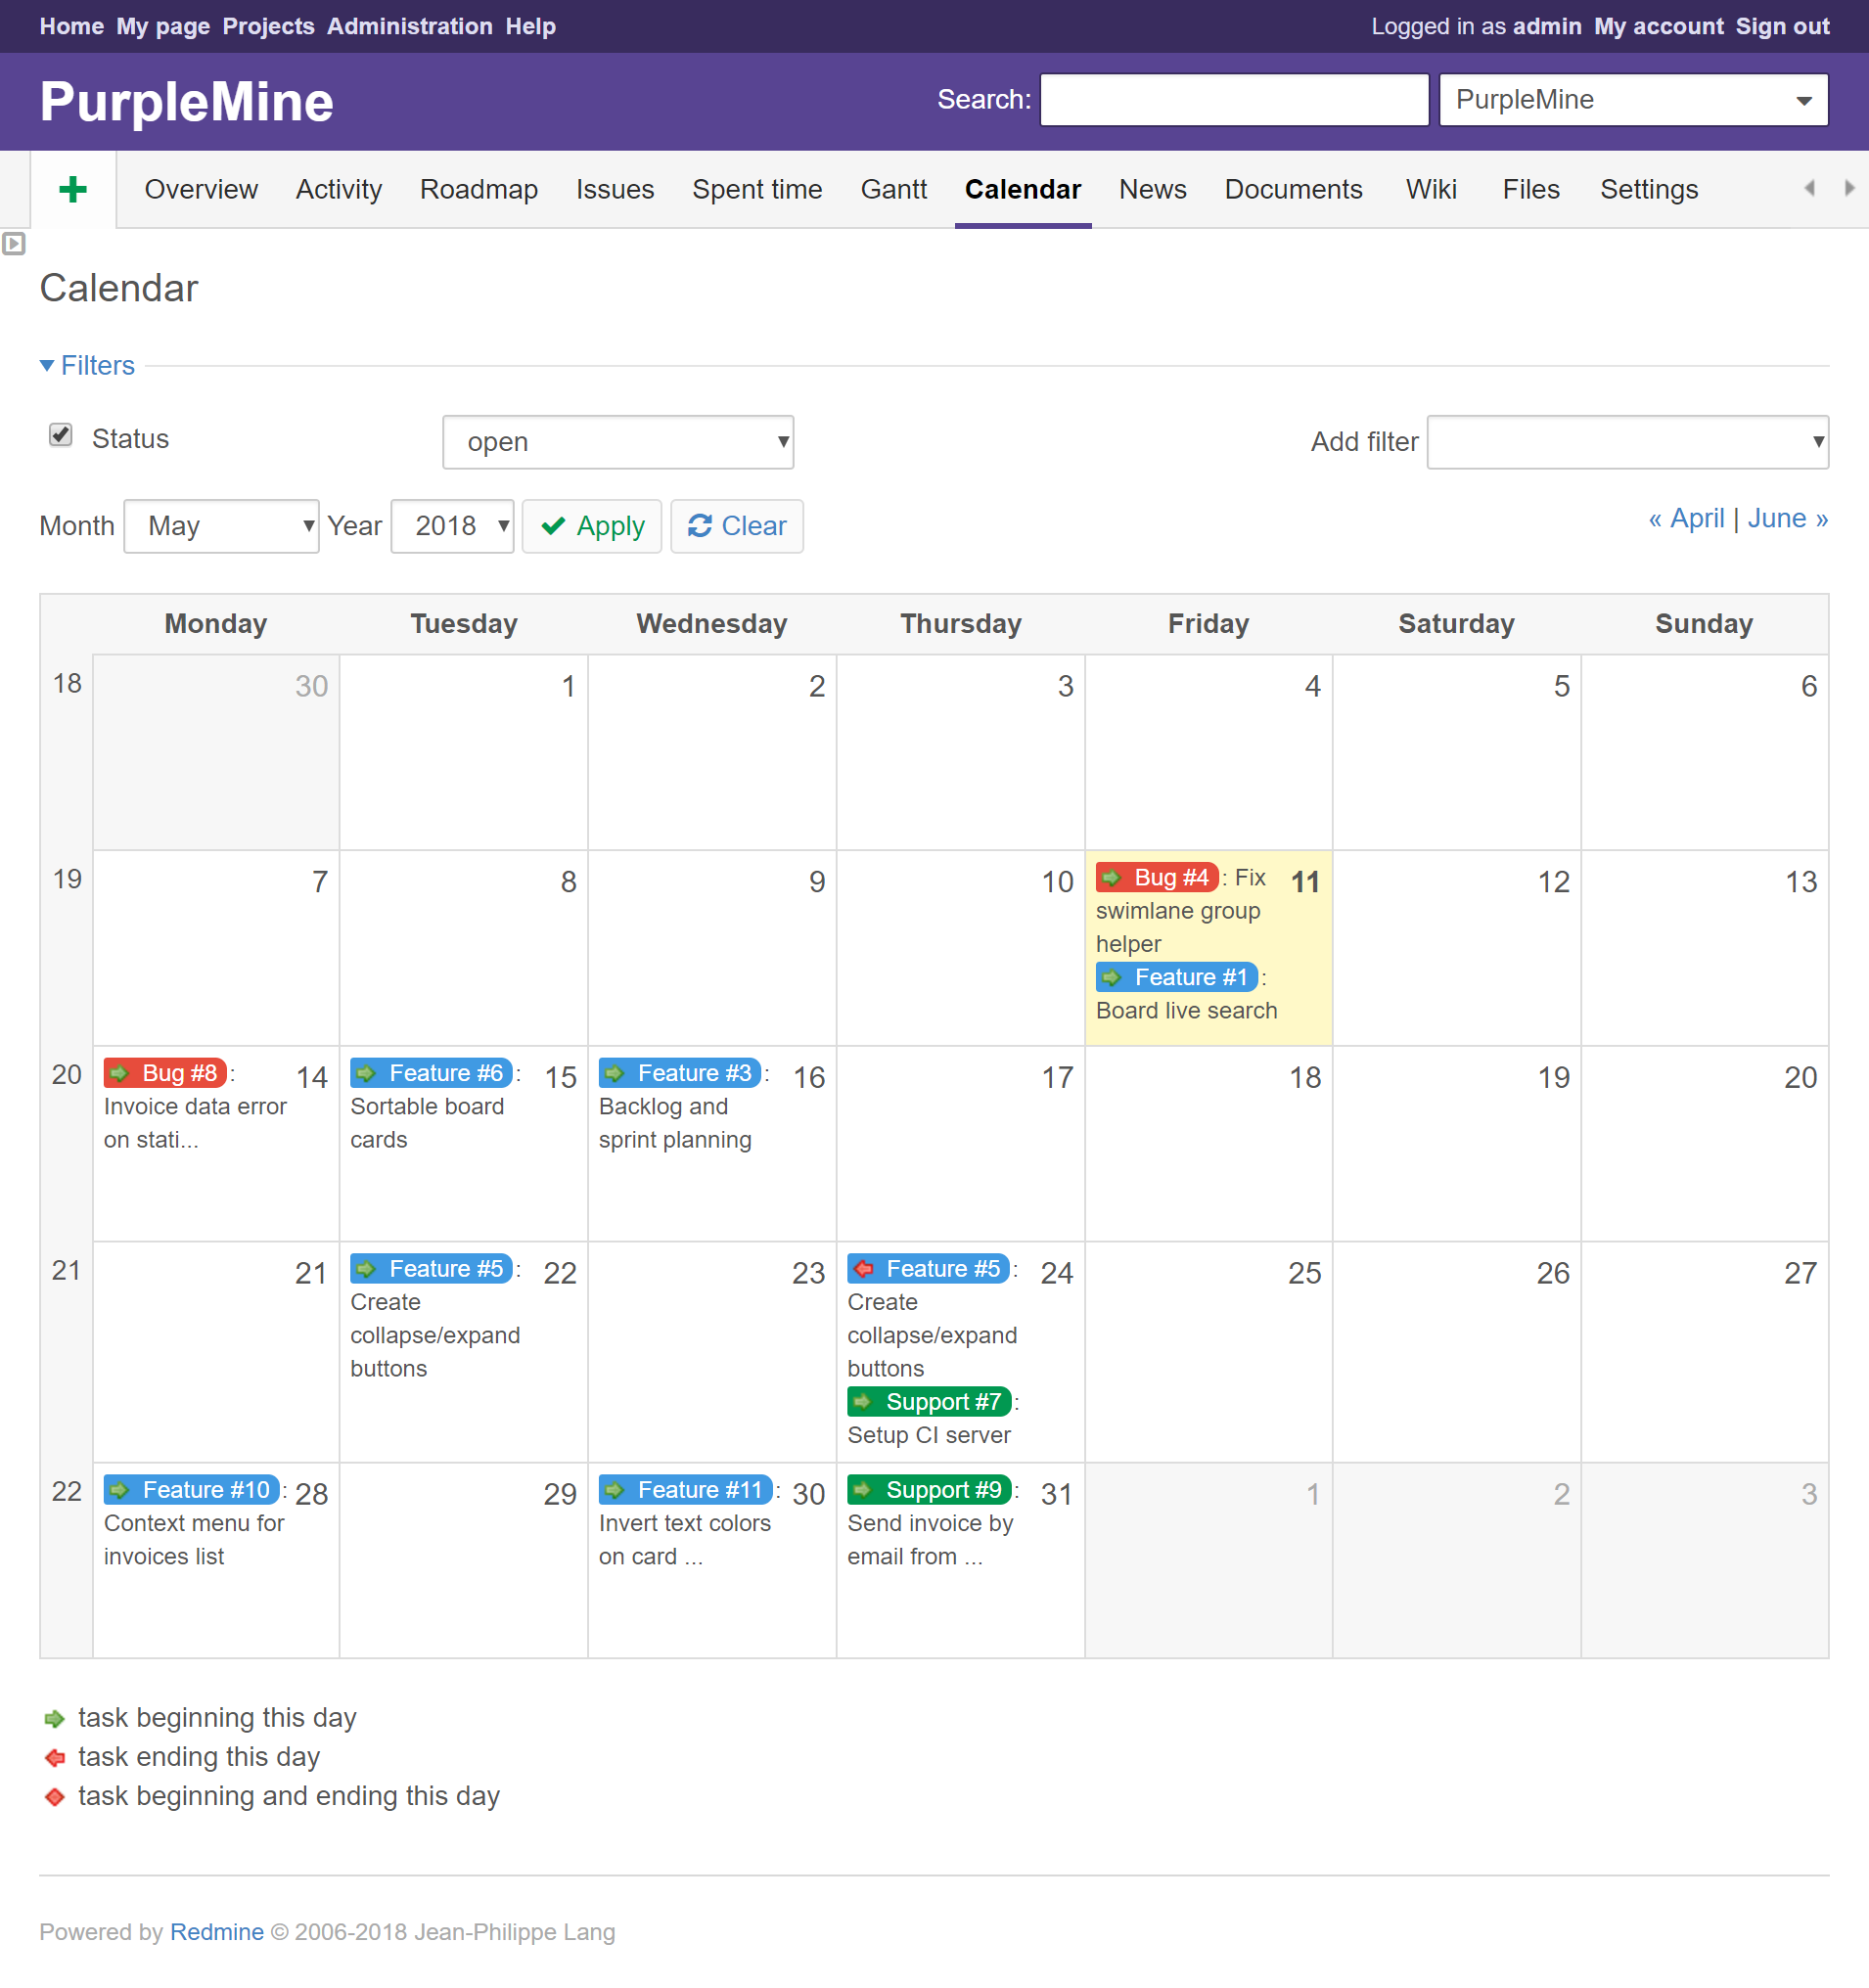 Home My page Projects Administration Help
Logged in as admin My account Sign out
PurpleMine
Search:
PurpleMine
Overview Activity Roadmap Issues Spent time Gantt Calendar News Documents Wiki Files Settings
Calendar
Filters
Status
open
Add filter
Month May Year 2018 Apply Clear
« April | June »
Monday Tuesday Wednesday Thursday Friday Saturday Sunday
18
30
1
2
3
4
5
6
19
7
8
9
10
11
Bug #4 : Fix
swimlane group
helper
Feature #1 :
Board live search
12
13
20
14
Bug #8 :
Invoice data error
on stati...
15
Feature #6 :
Sortable board
cards
16
Feature #3 :
Backlog and
sprint planning
17
18
19
20
21
21
22
Feature #5 :
Create
collapse/expand
buttons
23
24
Feature #5 :
Create
collapse/expand
buttons
Support #7 :
Setup CI server
25
26
27
22
28
Feature #10 :
Context menu for
invoices list
29
30
Feature #11 :
Invert text colors
on card ...
31
Support #9 :
Send invoice by
email from ...
1
2
3
task beginning this day
task ending this day
task beginning and ending this day
Powered by Redmine © 2006-2018 Jean-Philippe Lang